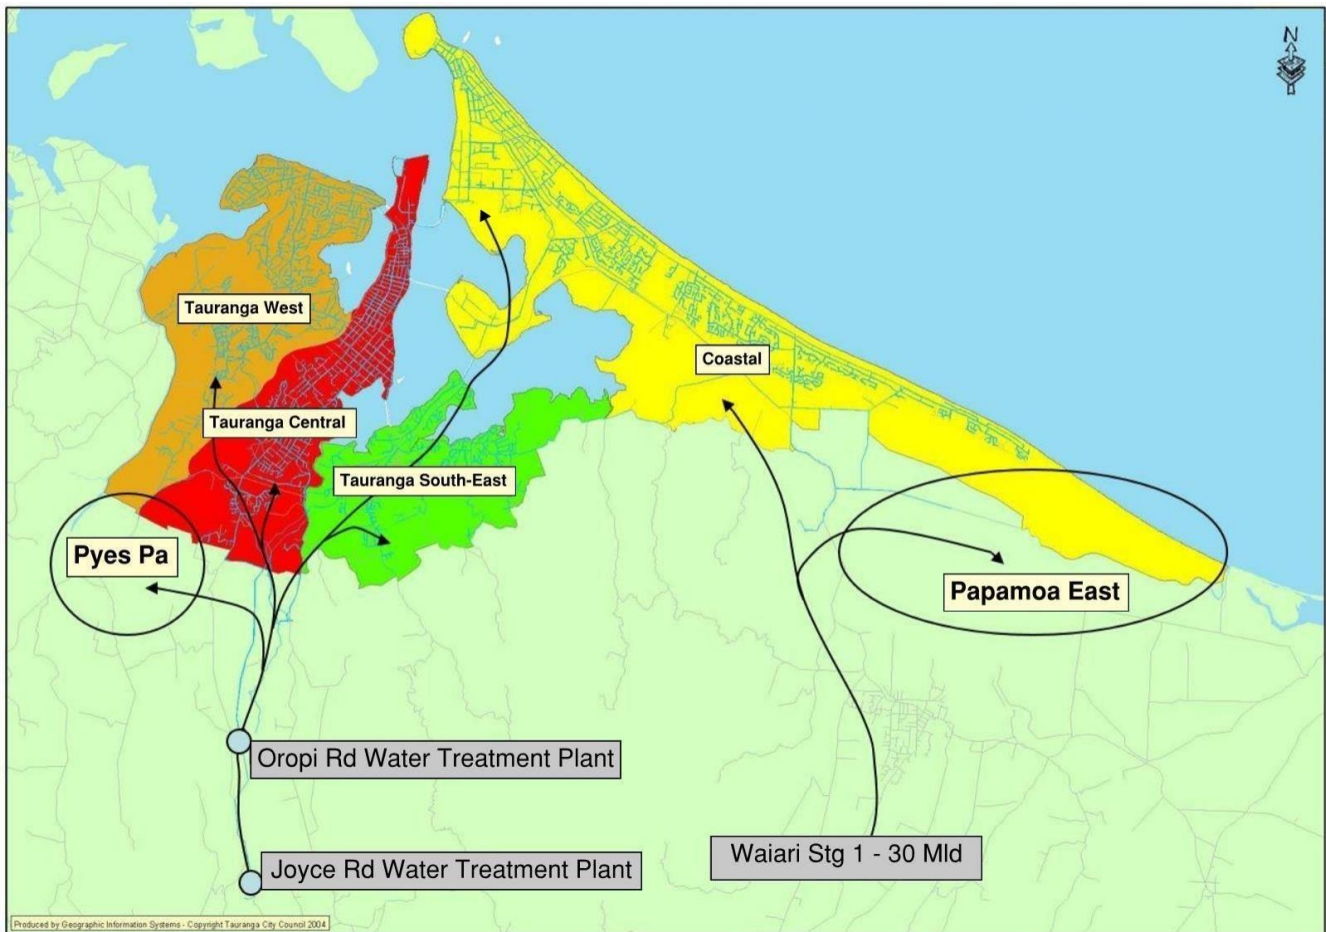 N
Tauranga West
Coastal
Tauranga Central
Tauranga South-East
Pyes Pa
Papamoa East
Oropi Rd Water Treatment Plant
Waiari Stg 1 - 30 Mld
Joyce Rd Water Treatment Plant
Produced by Geographic Information Systems - Copyright Tauranga City Council 2004